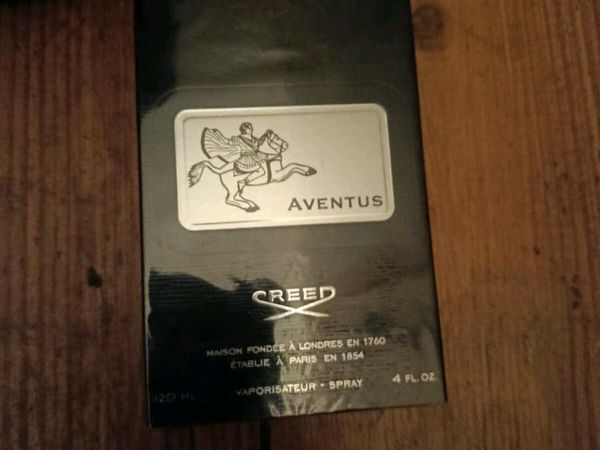 AVENTUS
CREED
MAISON FONDÉE À LONDRES EN 1760
ÉTABLIE À PARIS EN 1854
120 ML VAPORISATEUR - SPRAY 4 FL. OZ.